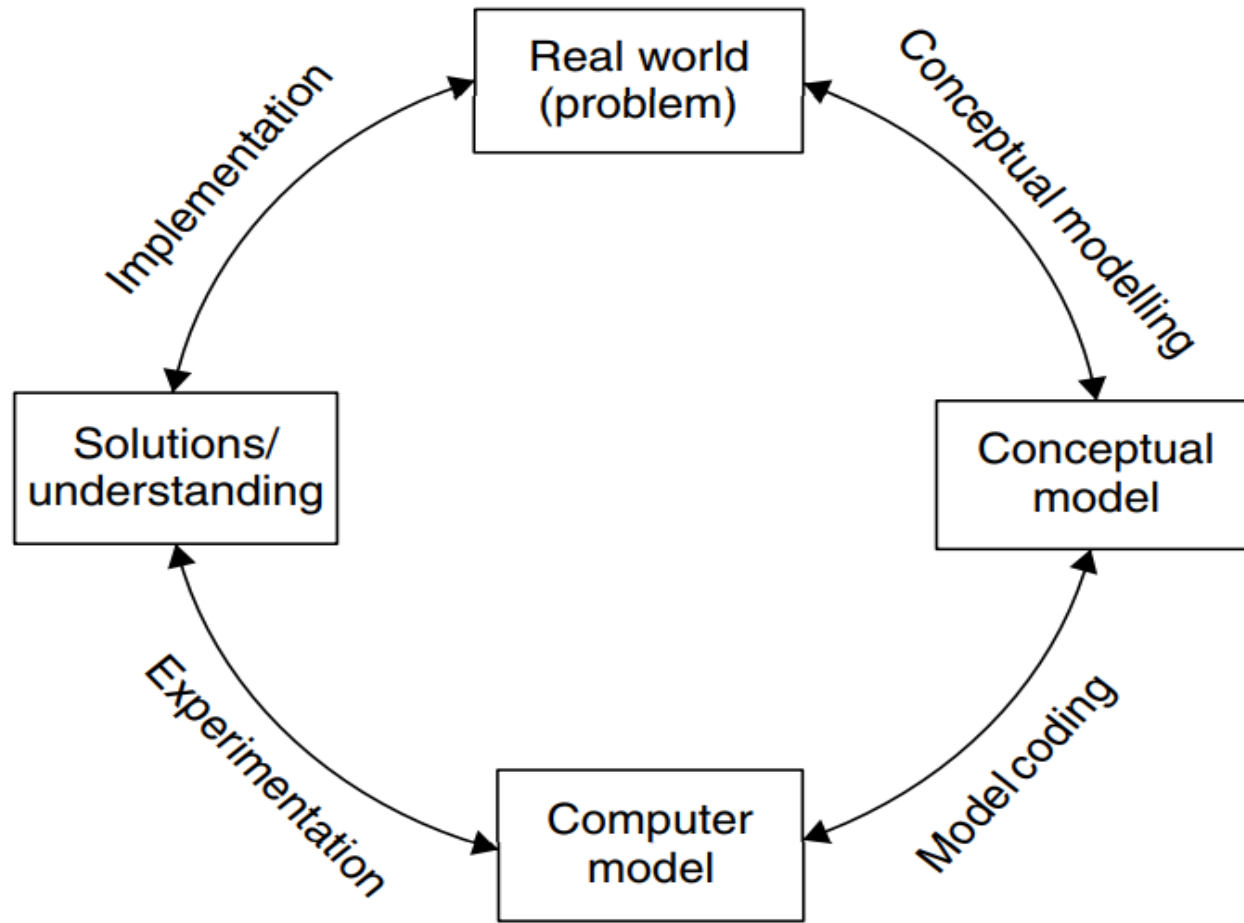 Real world
(problem)
Conceptual modelling
Implementation
Solutions/
understanding
Conceptual
model
Experimentation
Model coding
Computer
model